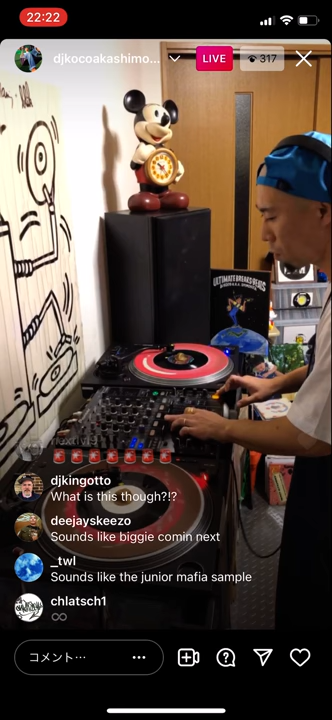 22:22
djkocoakashimo...
LIVE
317
ULTIMATE BREAKS & BEATS
djkingotto
What is this though?!?
deejayskeezo
Sounds like biggie comin next
_twl
Sounds like the junior mafia sample
chlatsch1
∞
コメント…